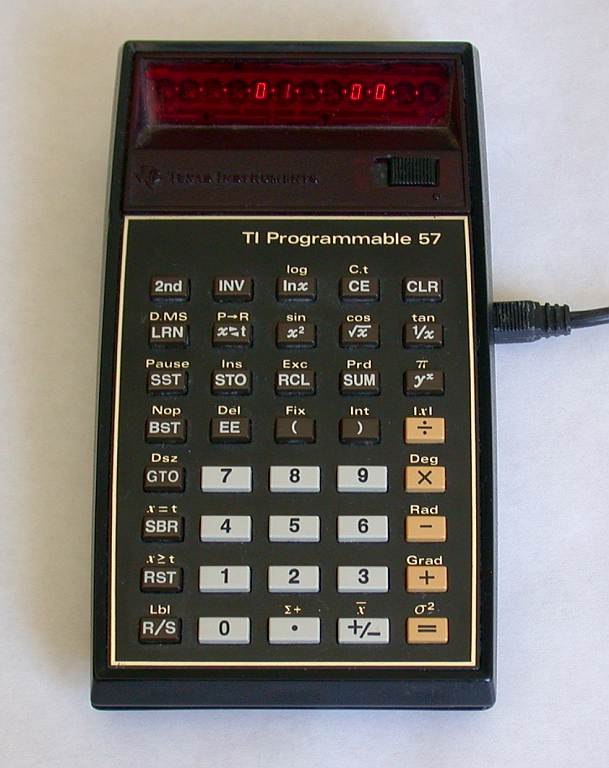 01 00
TEXAS INSTRUMENTS
TI Programmable 57
log C.t
2nd INV lnx CE CLR
D.MS P→R sin cos tan
LRN x⇄t x² √x 1/x
Pause Ins Exc Prd π
SST STO RCL SUM yˣ
Nop Del Fix Int |x|
BST EE ( ) ÷
Dsz Deg
GTO 7 8 9 ×
x=t Rad
SBR 4 5 6 −
x≥t Grad
RST 1 2 3 +
Lbl Σ+ x̅ σ²
R/S 0 . +/− =